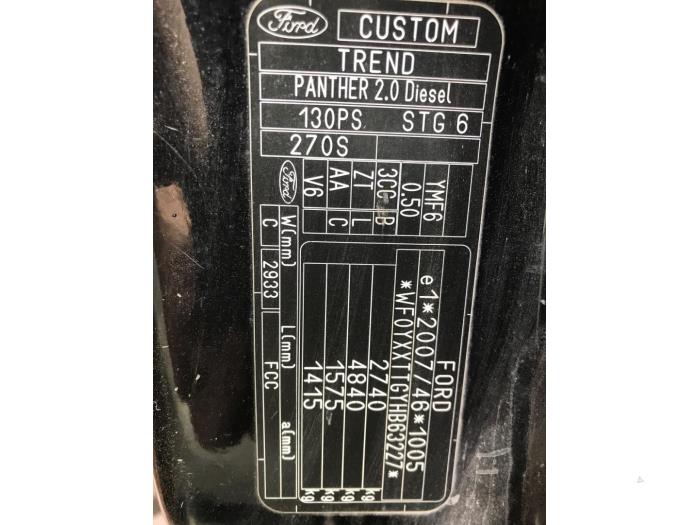 Ford CUSTOM
TREND
PANTHER 2.0 Diesel
130PS STG 6
270S
FORD
e1*2007/46*1005
*WF0YXXTTGYHB63227*
2740 kg
4840 kg
1575 kg
1415 kg
YMF6
0.50
3CC B
ZT L
AA C
V6
Ford
W(mm) L(mm) a(mm)
C 2933 FCC